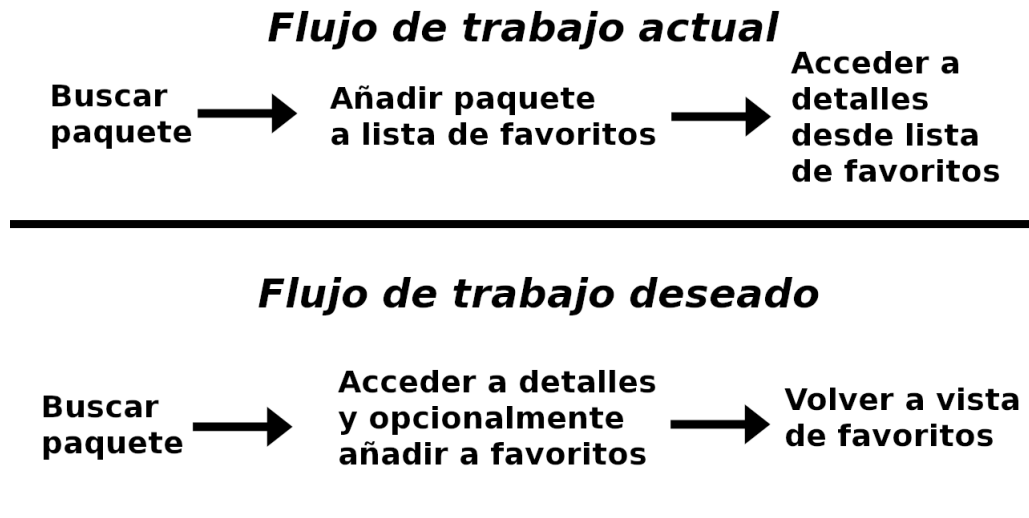 Flujo de trabajo actual
Buscar
paquete
Añadir paquete
a lista de favoritos
Acceder a
detalles
desde lista
de favoritos
Flujo de trabajo deseado
Buscar
paquete
Acceder a detalles
y opcionalmente
añadir a favoritos
Volver a vista
de favoritos